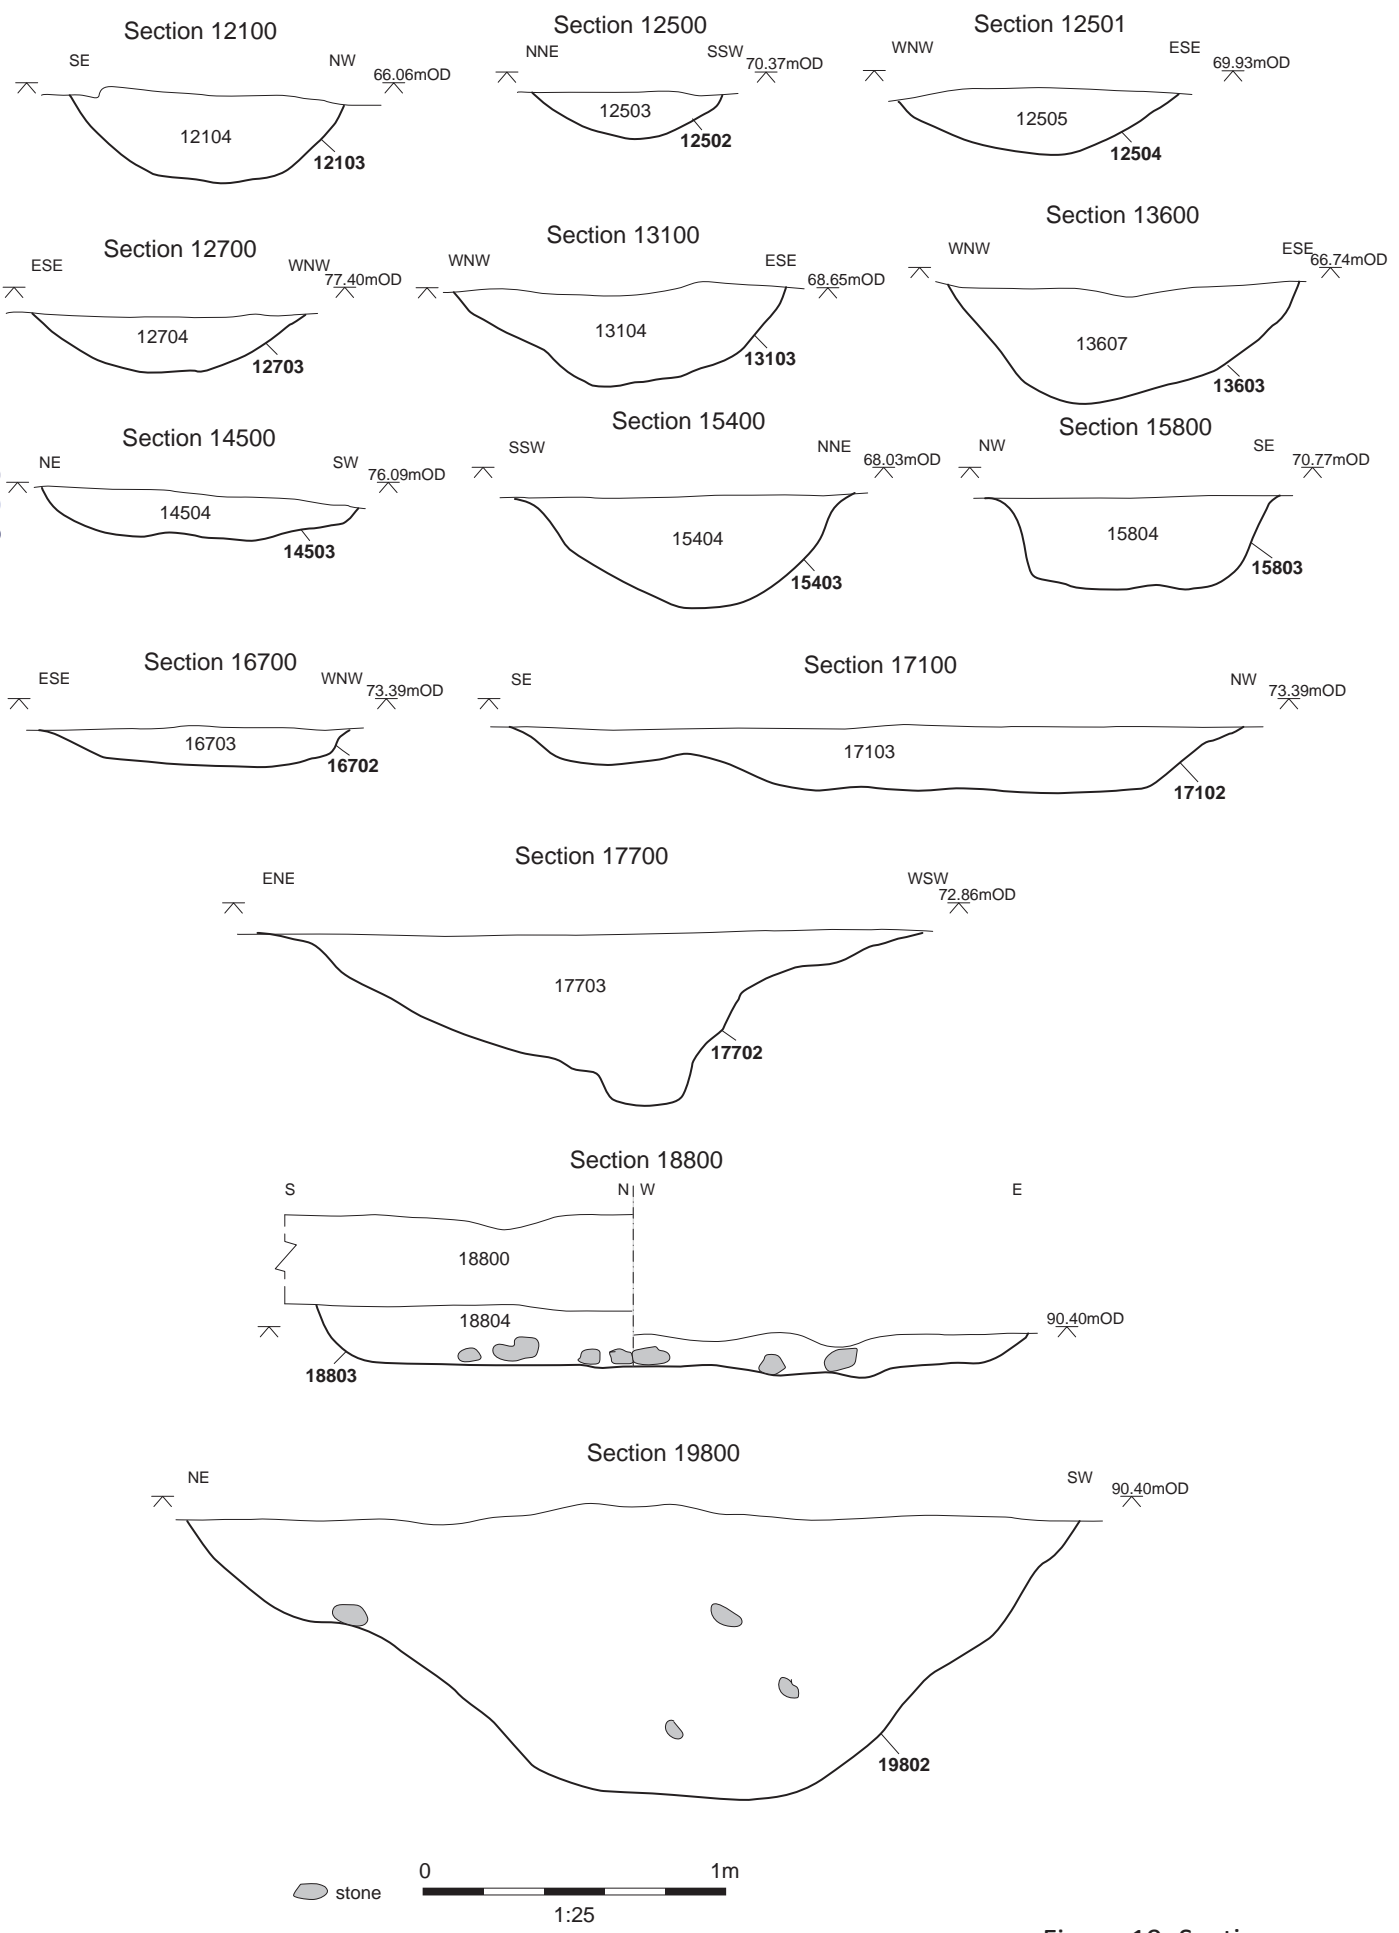 Section 12100
SE NW 66.06mOD
12104
12103
Section 12500
NNE SSW 70.37mOD
12503
12502
Section 12501
WNW ESE 69.93mOD
12505
12504
Section 12700
ESE WNW 77.40mOD
12704
12703
Section 13100
WNW ESE 68.65mOD
13104
13103
Section 13600
WNW ESE 66.74mOD
13607
13603
Section 14500
NE SW 76.09mOD
14504
14503
Section 15400
SSW NNE 68.03mOD
15404
15403
Section 15800
NW SE 70.77mOD
15804
15803
Section 16700
ESE WNW 73.39mOD
16703
16702
Section 17100
SE NW 73.39mOD
17103
17102
Section 17700
ENE WSW 72.86mOD
17703
17702
Section 18800
S N W E
18800
18804
90.40mOD
18803
Section 19800
NE SW 90.40mOD
19802
stone
0 1m
1:25